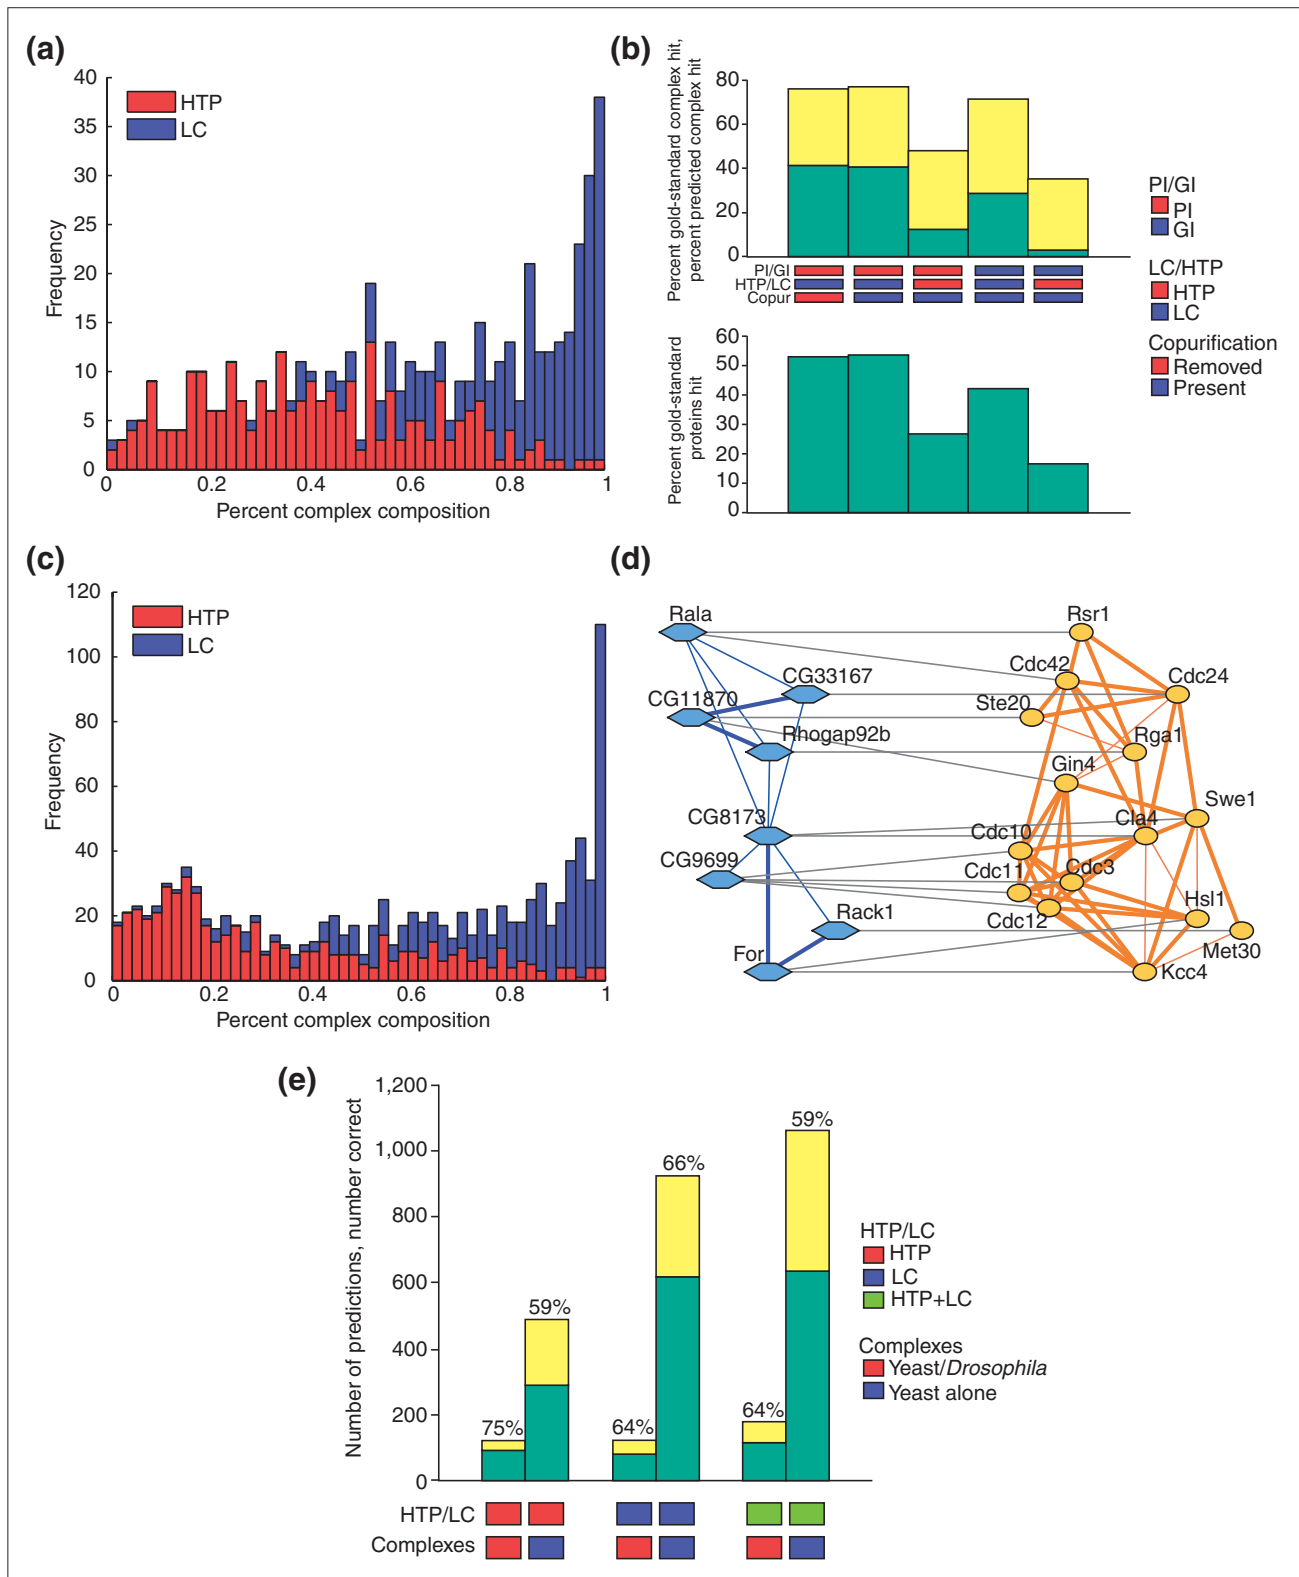 (a)
40
35
30
25
20
15
10
5
0
Frequency
HTP
LC
0 0.2 0.4 0.6 0.8 1
Percent complex composition
(b)
Percent gold-standard complex hit,
percent predicted complex hit
80
60
40
20
0
PI/GI
HTP/LC
Copur
PI/GI
PI
GI
LC/HTP
HTP
LC
Copurification
Removed
Present
Percent gold-standard
proteins hit
60
50
40
30
20
10
0
(c)
120
100
80
60
40
20
0
Frequency
HTP
LC
0 0.2 0.4 0.6 0.8 1
Percent complex composition
(d)
Rala
Rsr1
CG33167
Cdc42
Cdc24
CG11870
Ste20
Rhogap92b
Rga1
Gin4
Swe1
CG8173
Cdc10
Cla4
CG9699
Cdc11
Cdc3
Hsl1
Rack1
Cdc12
For
Met30
Kcc4
(e)
Number of predictions, number correct
1,200
1,000
800
600
400
200
0
75%
59%
64%
66%
64%
59%
HTP/LC
HTP
LC
HTP+LC
Complexes
Yeast/Drosophila
Yeast alone
HTP/LC
Complexes